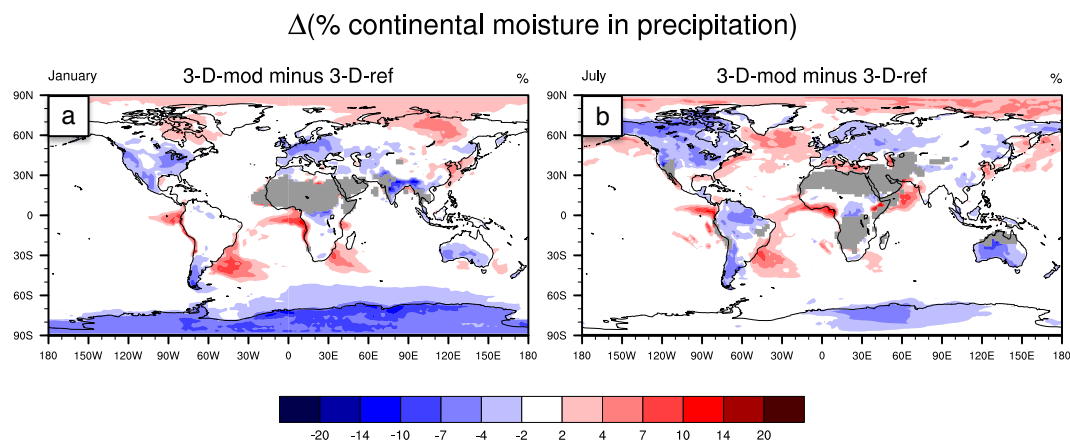 Δ(% continental moisture in precipitation)
January 3-D-mod minus 3-D-ref %
July 3-D-mod minus 3-D-ref %
a
b
90N
60N
30N
0
30S
60S
90S
180 150W 120W 90W 60W 30W 0 30E 60E 90E 120E 150E 180
90N
60N
30N
0
30S
60S
90S
180 150W 120W 90W 60W 30W 0 30E 60E 90E 120E 150E 180
-20 -14 -10 -7 -4 -2 2 4 7 10 14 20